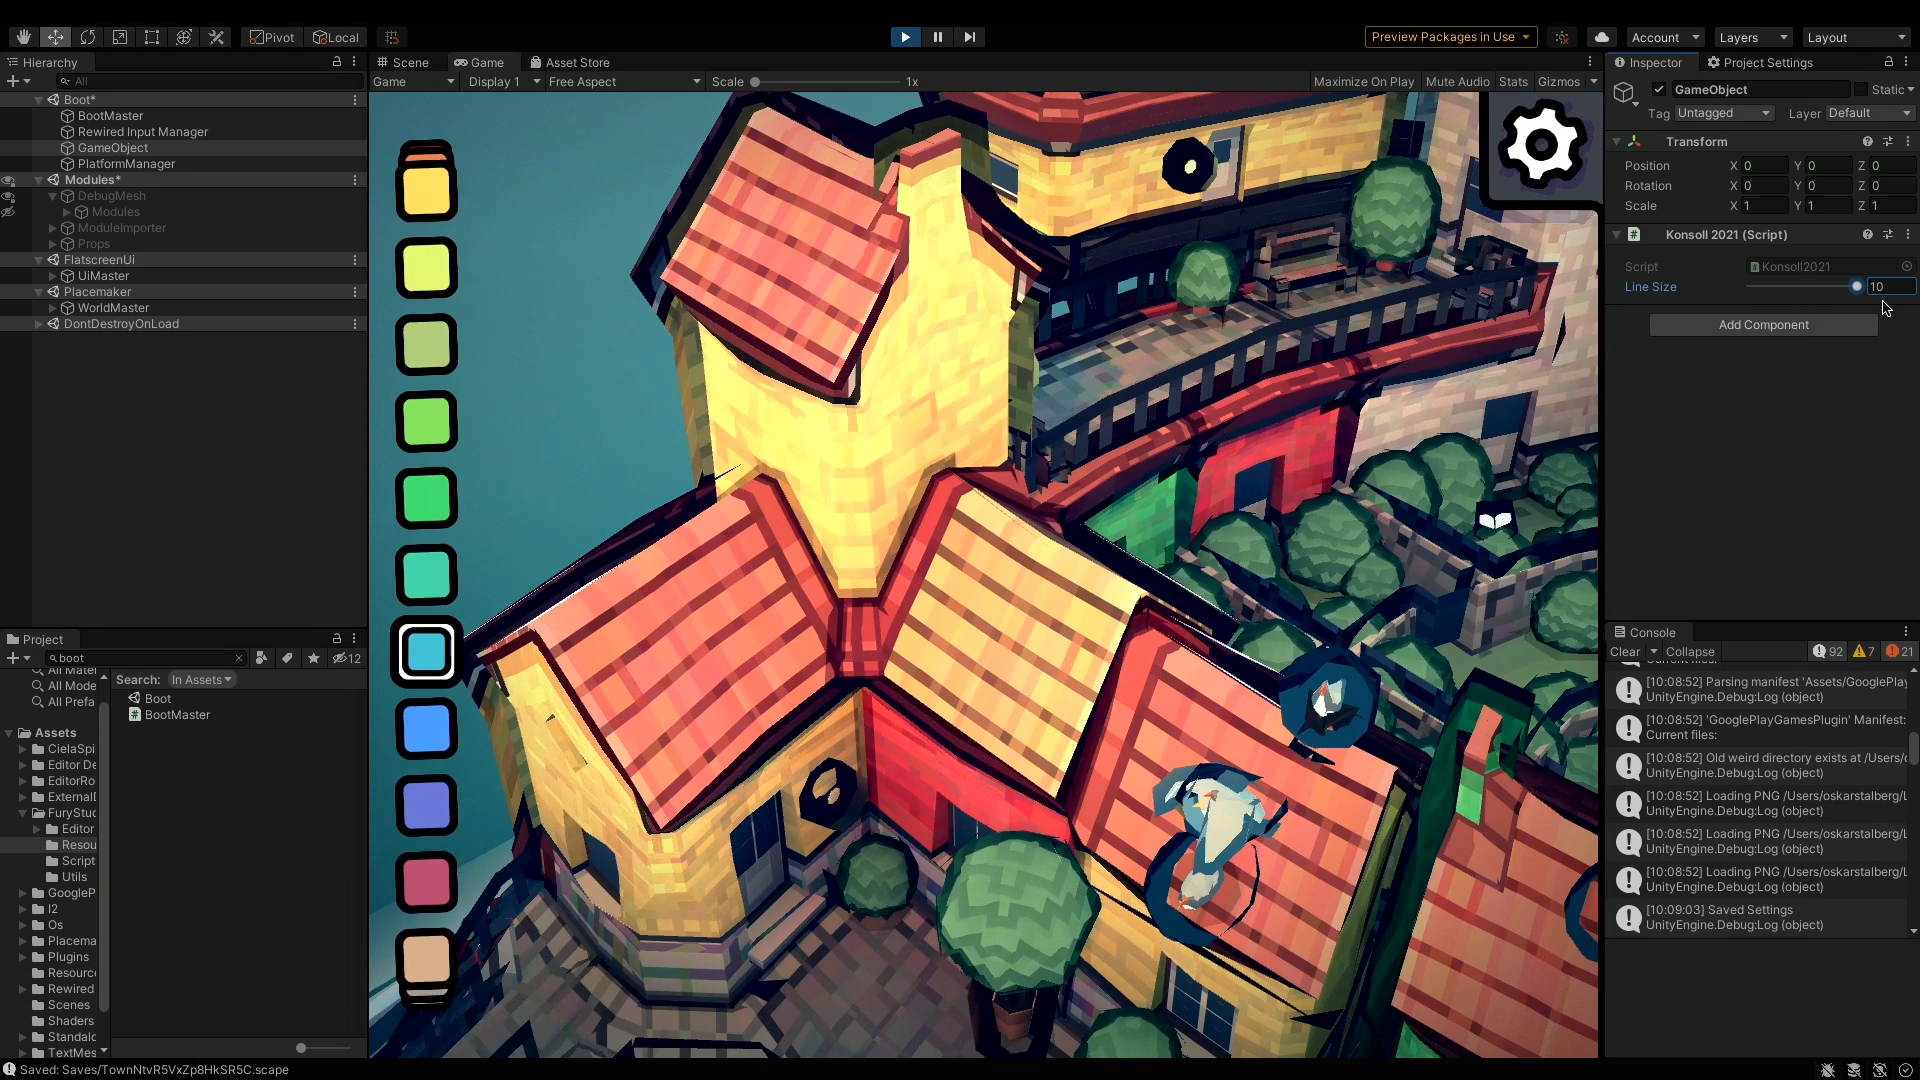 Pivot
Local
Preview Packages in Use
Account
Layers
Layout
Hierarchy
Scene
Game
Asset Store
Inspector
Project Settings
All
Game
Display 1
Free Aspect
Scale
1x
Maximize On Play
Mute Audio
Stats
Gizmos
Boot*
BootMaster
Rewired Input Manager
GameObject
PlatformManager
Modules*
DebugMesh
Modules
ModuleImporter
Props
FlatscreenUi
UiMaster
Placemaker
WorldMaster
DontDestroyOnLoad
GameObject
Static
Tag Untagged
Layer Default
Transform
Position X 0 Y 0 Z 0
Rotation X 0 Y 0 Z 0
Scale X 1 Y 1 Z 1
Konsoll 2021 (Script)
Script Konsoll2021
Line Size 10
Add Component
Project
boot
12
All Mater
All Mode
All Prefa
Assets
CielaSpi
Editor De
EditorRo
External
FuryStud
Editor
Resou
Script
Utils
GoogleP
I2
Os
Placema
Plugins
Resourc
Rewired
Scenes
Shaders
Standalo
TextMes
Search: In Assets
Boot
BootMaster
Console
Clear
Collapse
92
7
21
Current files:
[10:08:52] Parsing manifest 'Assets/GooglePlay
UnityEngine.Debug:Log (object)
[10:08:52] 'GooglePlayGamesPlugin' Manifest:
Current files:
[10:08:52] Old weird directory exists at /Users/
UnityEngine.Debug:Log (object)
[10:08:52] Loading PNG /Users/oskarstalberg/L
UnityEngine.Debug:Log (object)
[10:08:52] Loading PNG /Users/oskarstalberg/L
UnityEngine.Debug:Log (object)
[10:08:52] Loading PNG /Users/oskarstalberg/L
UnityEngine.Debug:Log (object)
[10:09:03] Saved Settings
UnityEngine.Debug:Log (object)
Saved: Saves/TownNtvR5VxZp8HkSR5C.scape